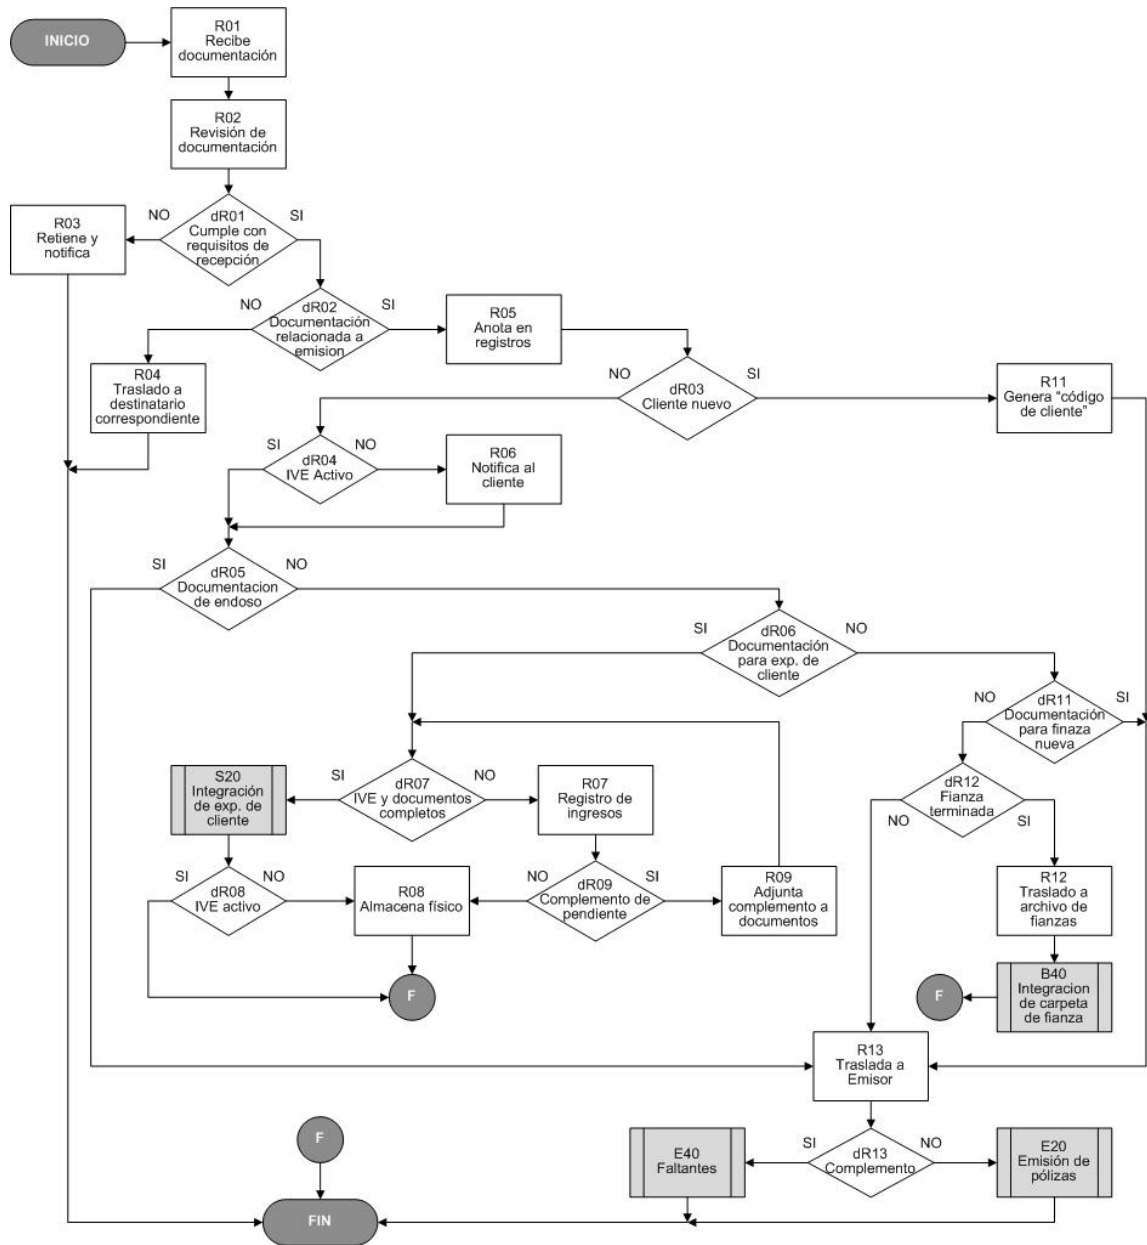 INICIO
R01
Recibe
documentación
R02
Revisión de
documentación
NO
dR01
Cumple con
requisitos de
recepción
SI
R03
Retiene y
notifica
NO
dR02
Documentación
relacionada a
emision
SI
R05
Anota en
registros
R04
Traslado a
destinatario
correspondiente
NO
dR03
Cliente nuevo
SI
R11
Genera “código
de cliente”
SI
dR04
IVE Activo
NO
R06
Notifica al
cliente
SI
dR05
Documentacion
de endoso
NO
SI
dR06
Documentación
para exp. de
cliente
NO
NO
dR11
Documentación
para finaza
nueva
SI
S20
Integración
de exp. de
cliente
SI
dR07
IVE y documentos
completos
NO
R07
Registro de
ingresos
dR12
Fianza
terminada
NO
SI
SI
dR08
IVE activo
NO
R08
Almacena físico
NO
dR09
Complemento de
pendiente
SI
R09
Adjunta
complemento a
documentos
R12
Traslado a
archivo de
fianzas
F
F
B40
Integracion
de carpeta
de fianza
R13
Traslada a
Emisor
F
E40
Faltantes
SI
dR13
Complemento
NO
E20
Emisión de
pólizas
FIN